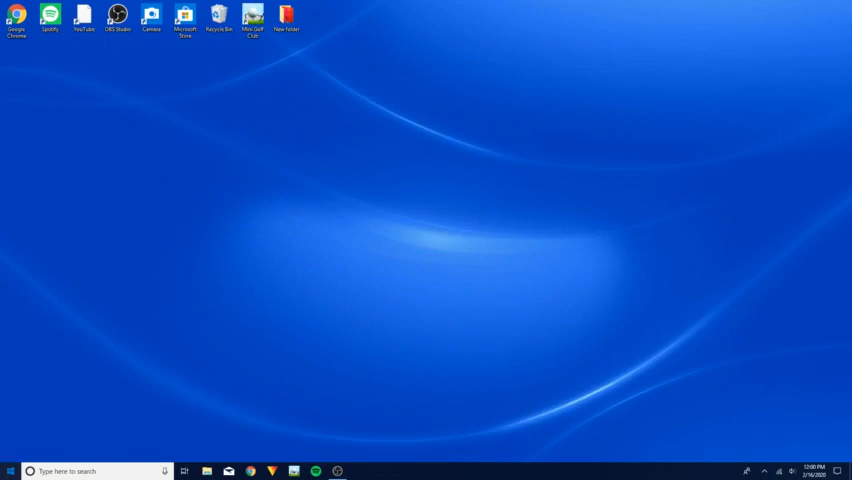 Google Chrome
Spotify
YouTube
OBS Studio
Camera
Microsoft Store
Recycle Bin
Mini Golf Club
New folder
Type here to search
12:00 PM
2/16/2020